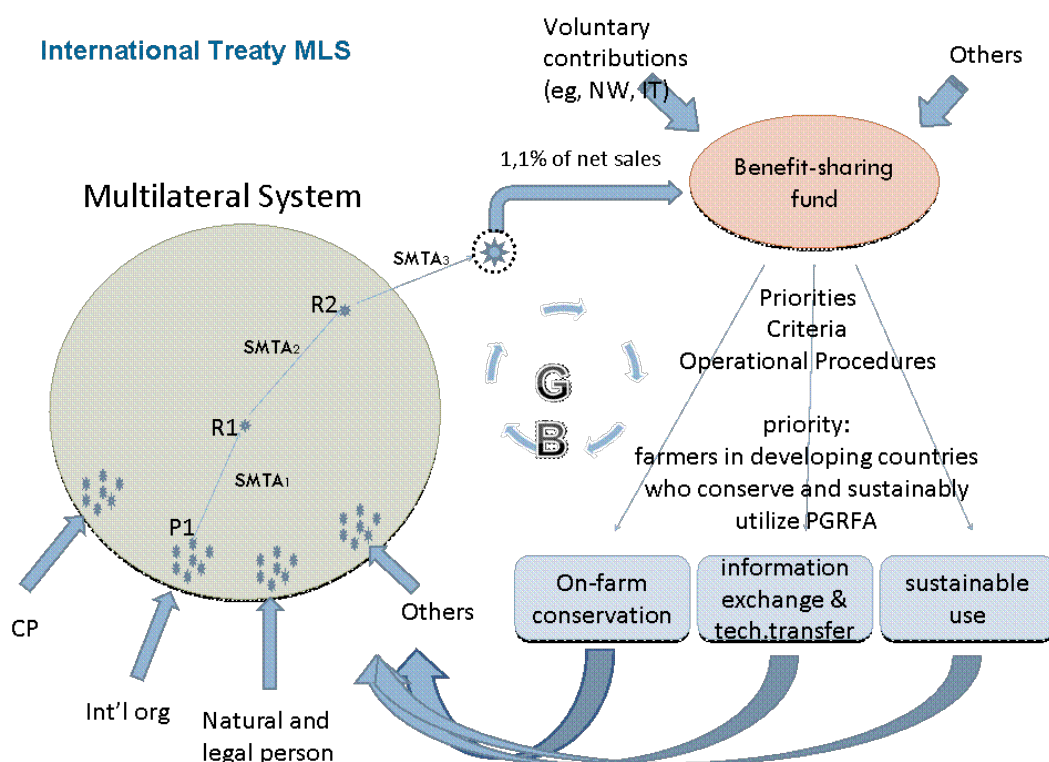 International Treaty MLS
Voluntary
contributions
(eg, NW, IT)
Others
1,1% of net sales
Benefit-sharing
fund
Multilateral System
SMTA3
R2
SMTA2
R1
SMTA1
P1
G
B
Priorities
Criteria
Operational Procedures
priority:
farmers in developing countries
who conserve and sustainably
utilize PGRFA
CP
Int'l org
Natural and
legal person
Others
On-farm
conservation
information
exchange &
tech.transfer
sustainable
use